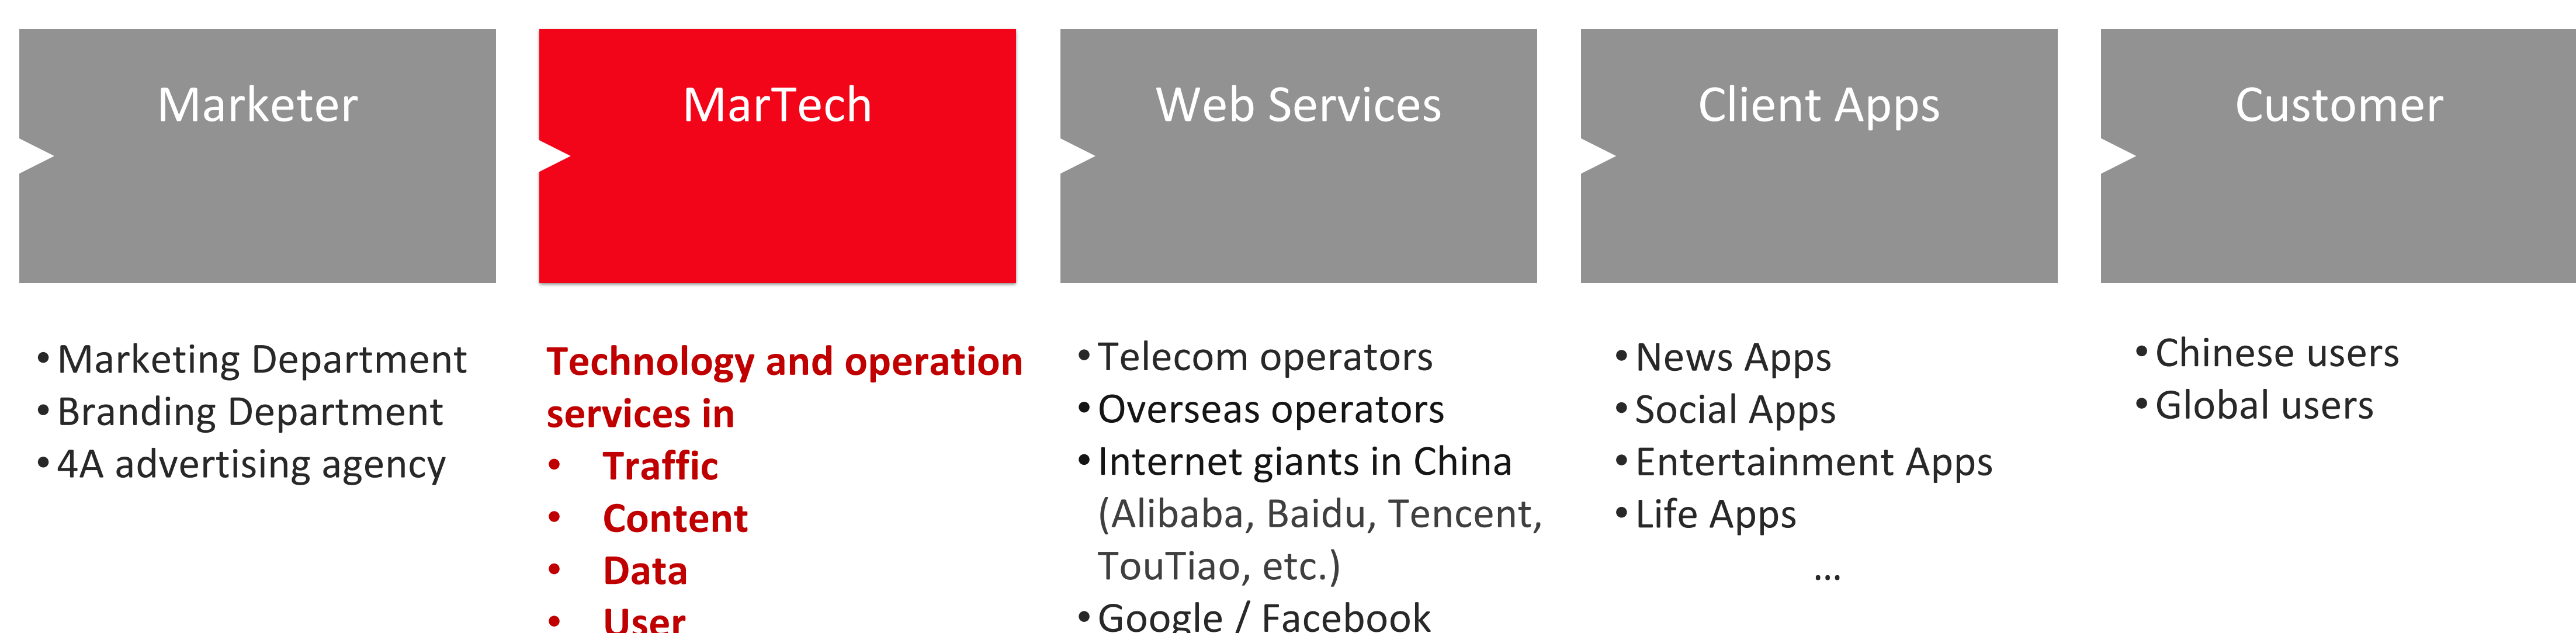 Marketer
MarTech
Web Services
Client Apps
Customer
•Marketing Department
•Branding Department
•4A advertising agency
Technology and operation
services in
• Traffic
• Content
• Data
• User
•Telecom operators
•Overseas operators
•Internet giants in China
(Alibaba, Baidu, Tencent,
TouTiao, etc.)
•Google / Facebook
•News Apps
•Social Apps
•Entertainment Apps
•Life Apps
...
•Chinese users
•Global users